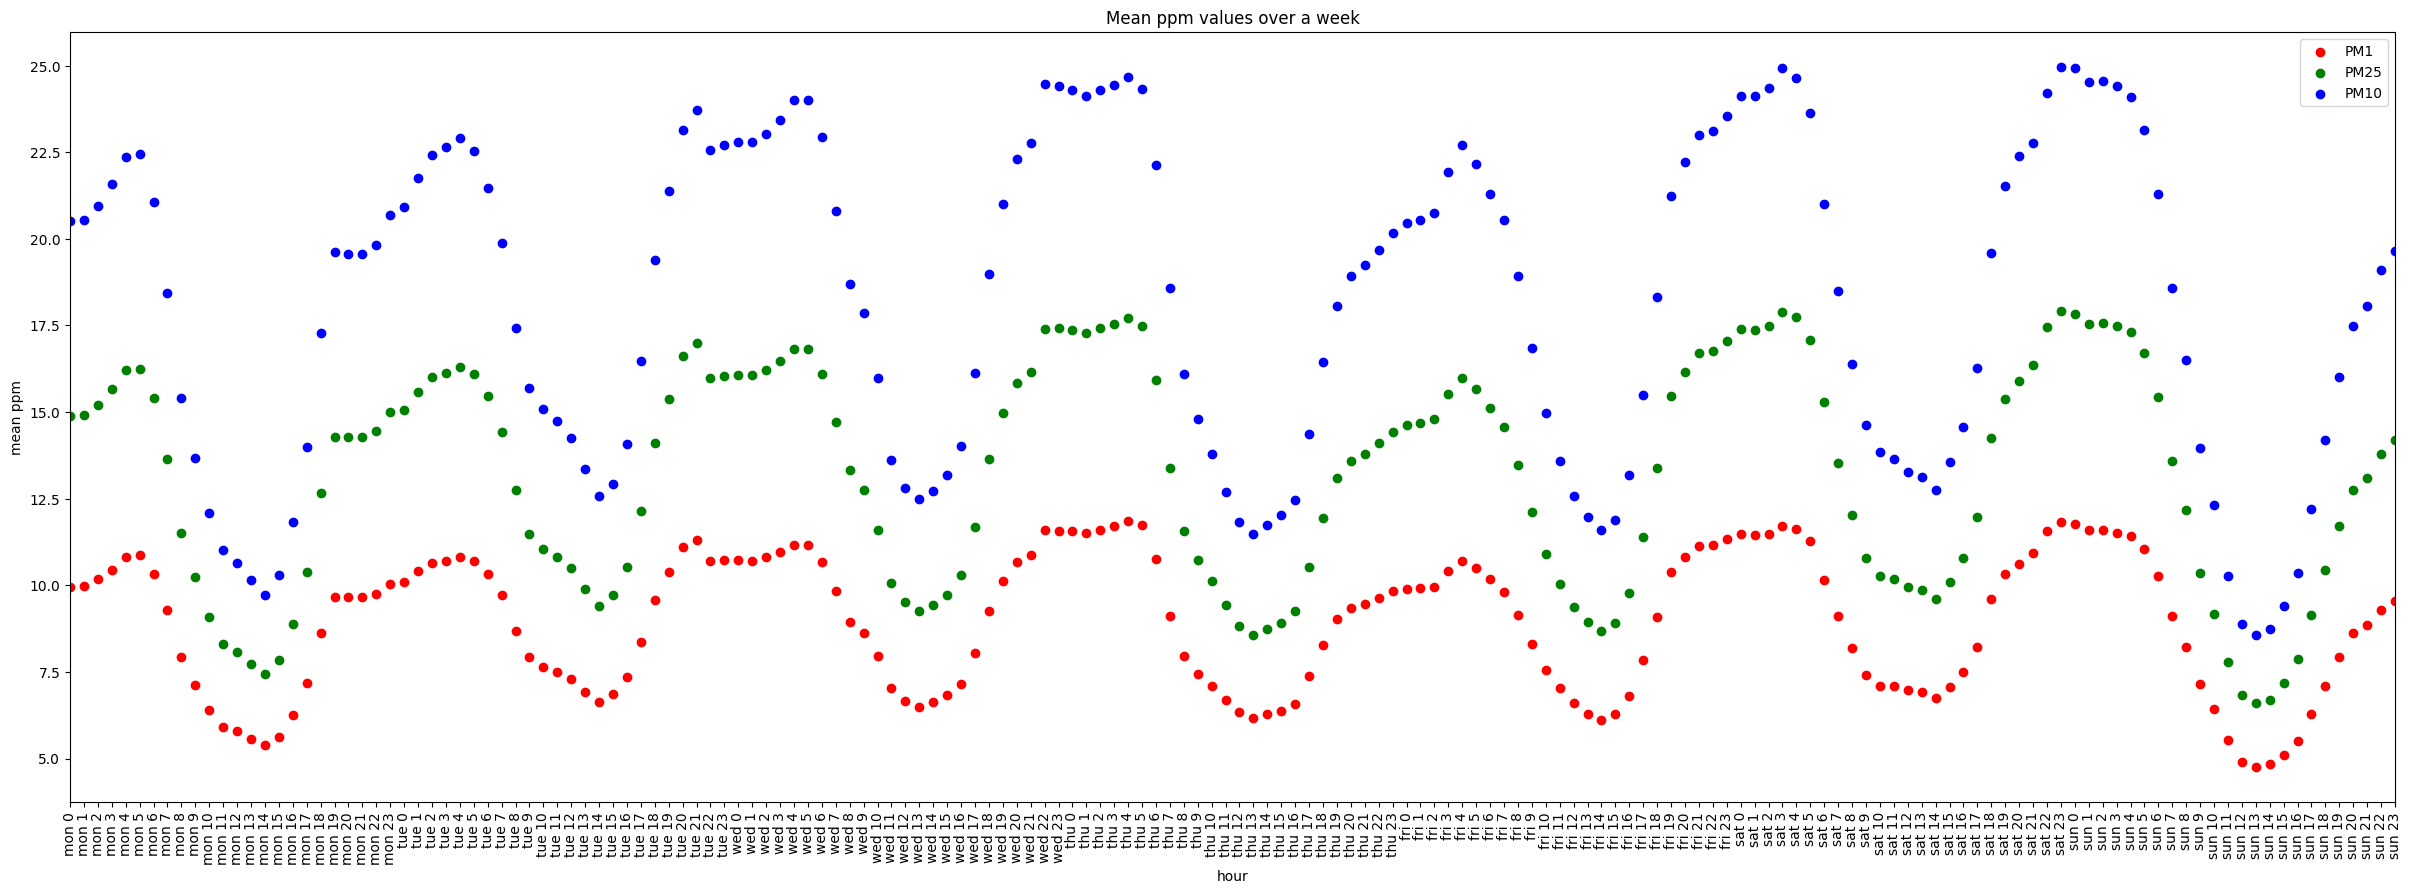 Mean ppm values over a week
PM1
PM25
PM10
mean ppm
25.0
22.5
20.0
17.5
15.0
12.5
10.0
7.5
5.0
mon 0 mon 1 mon 2 mon 3 mon 4 mon 5 mon 6 mon 7 mon 8 mon 9 mon 10 mon 11 mon 12 mon 13 mon 14 mon 15 mon 16 mon 17 mon 18 mon 19 mon 20 mon 21 mon 22 mon 23 tue 0 tue 1 tue 2 tue 3 tue 4 tue 5 tue 6 tue 7 tue 8 tue 9 tue 10 tue 11 tue 12 tue 13 tue 14 tue 15 tue 16 tue 17 tue 18 tue 19 tue 20 tue 21 tue 22 tue 23 wed 0 wed 1 wed 2 wed 3 wed 4 wed 5 wed 6 wed 7 wed 8 wed 9 wed 10 wed 11 wed 12 wed 13 wed 14 wed 15 wed 16 wed 17 wed 18 wed 19 wed 20 wed 21 wed 22 wed 23 thu 0 thu 1 thu 2 thu 3 thu 4 thu 5 thu 6 thu 7 thu 8 thu 9 thu 10 thu 11 thu 12 thu 13 thu 14 thu 15 thu 16 thu 17 thu 18 thu 19 thu 20 thu 21 thu 22 thu 23 fri 0 fri 1 fri 2 fri 3 fri 4 fri 5 fri 6 fri 7 fri 8 fri 9 fri 10 fri 11 fri 12 fri 13 fri 14 fri 15 fri 16 fri 17 fri 18 fri 19 fri 20 fri 21 fri 22 fri 23 sat 0 sat 1 sat 2 sat 3 sat 4 sat 5 sat 6 sat 7 sat 8 sat 9 sat 10 sat 11 sat 12 sat 13 sat 14 sat 15 sat 16 sat 17 sat 18 sat 19 sat 20 sat 21 sat 22 sat 23 sun 0 sun 1 sun 2 sun 3 sun 4 sun 5 sun 6 sun 7 sun 8 sun 9 sun 10 sun 11 sun 12 sun 13 sun 14 sun 15 sun 16 sun 17 sun 18 sun 19 sun 20 sun 21 sun 22 sun 23
hour